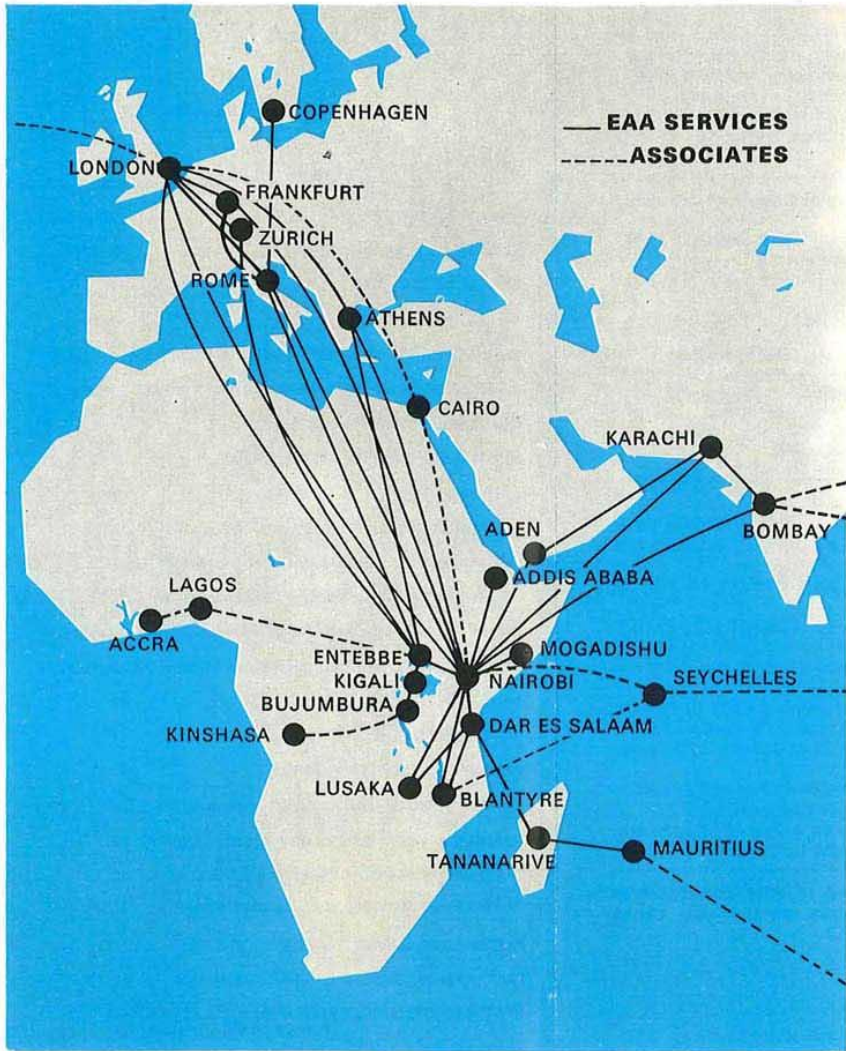 COPENHAGEN
EAA SERVICES
ASSOCIATES
LONDON
FRANKFURT
ZURICH
ROME
ATHENS
CAIRO
KARACHI
BOMBAY
ADEN
ADDIS ABABA
LAGOS
ACCRA
ENTEBBE
MOGADISHU
KIGALI
NAIROBI
SEYCHELLES
BUJUMBURA
DAR ES SALAAM
KINSHASA
LUSAKA
BLANTYRE
TANANARIVE
MAURITIUS